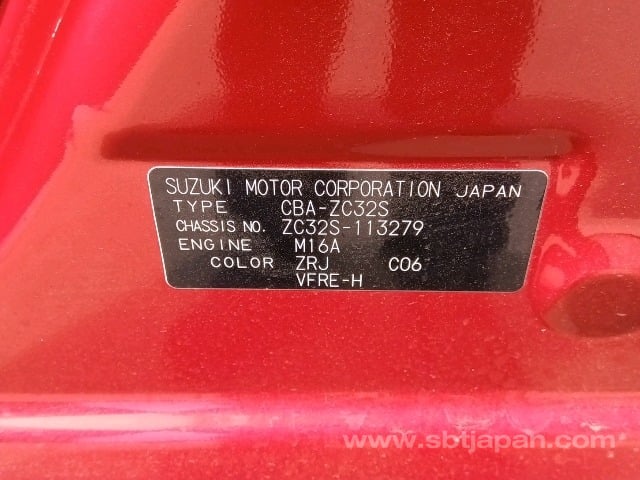 SUZUKI MOTOR CORPORATION JAPAN
TYPE CBA-ZC32S
CHASSIS NO. ZC32S-113279
ENGINE M16A
COLOR ZRJ C06
VFRE-H
www.sbtjapan.com/